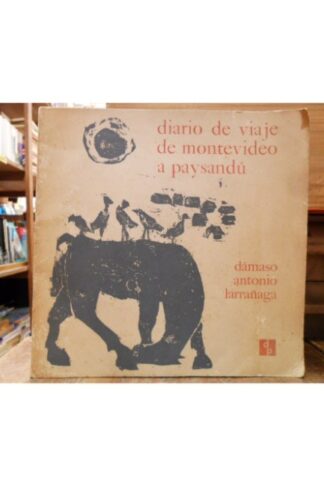 diario de viaje
de montevideo
a paysandú
dámaso
antonio
larrañaga